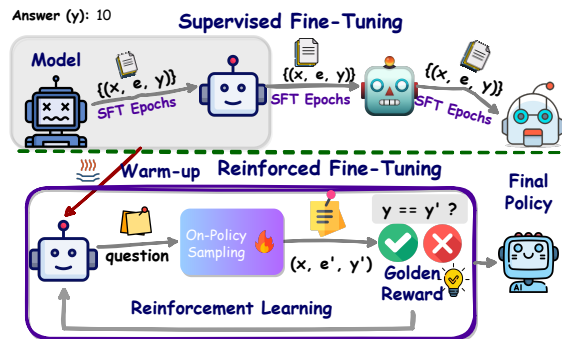 Answer (y): 10
Supervised Fine-Tuning
Model
{(x, e, y)}
SFT Epochs
{(x, e, y)}
SFT Epochs
{(x, e, y)}
SFT Epochs
Warm-up
Reinforced Fine-Tuning
Final
Policy
question
On-Policy
Sampling
(x, e', y')
y == y' ?
Golden
Reward
Reinforcement Learning
AI